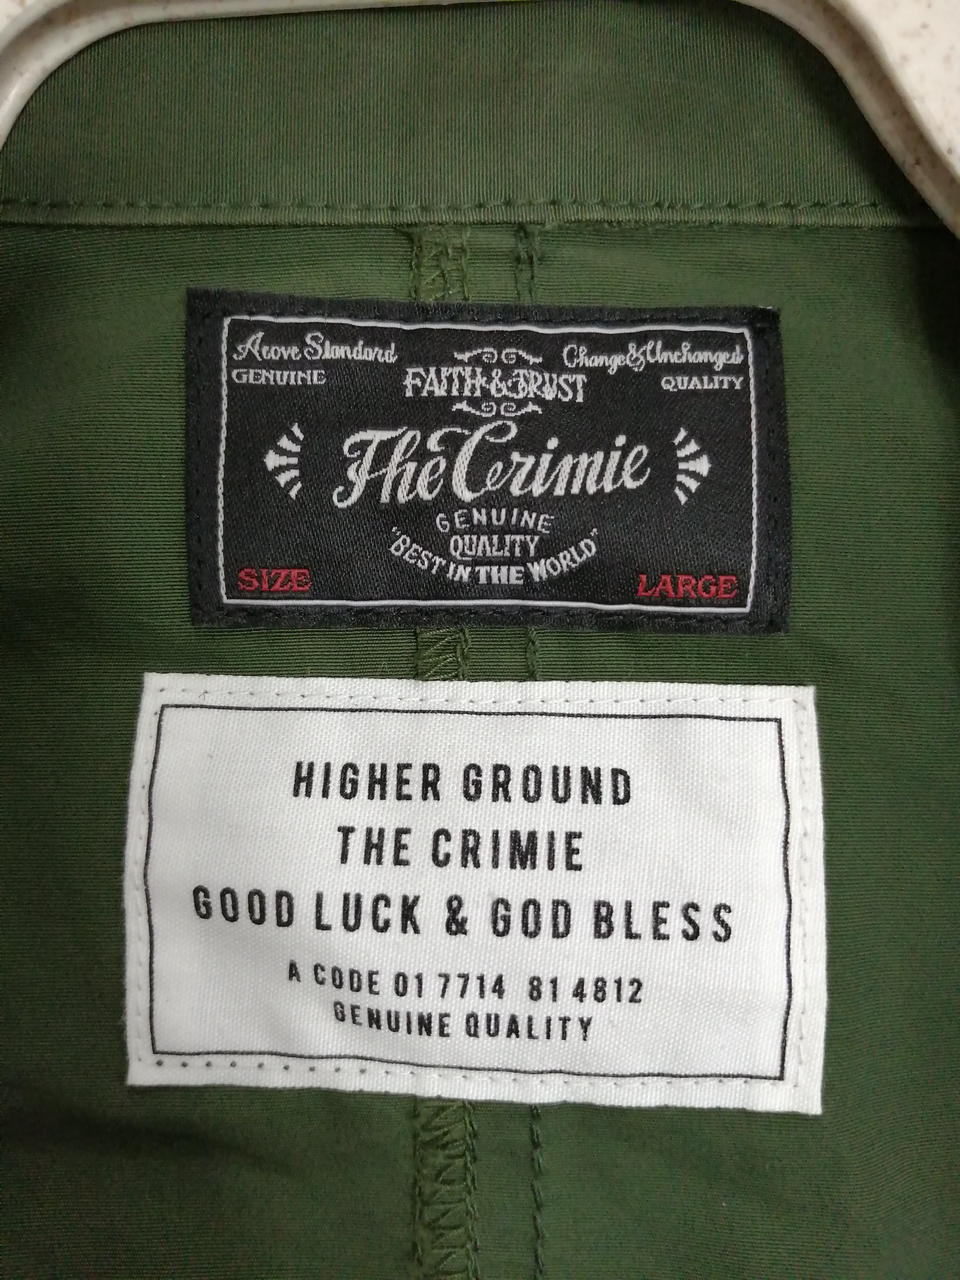 Above Standard
GENUINE
FAITH & TRUST
Change & Unchanged
QUALITY
The Crimie
GENUINE
QUALITY
"BEST IN THE WORLD"
SIZE
LARGE
HIGHER GROUND
THE CRIMIE
GOOD LUCK & GOD BLESS
A CODE 01 7714 81 4812
GENUINE QUALITY